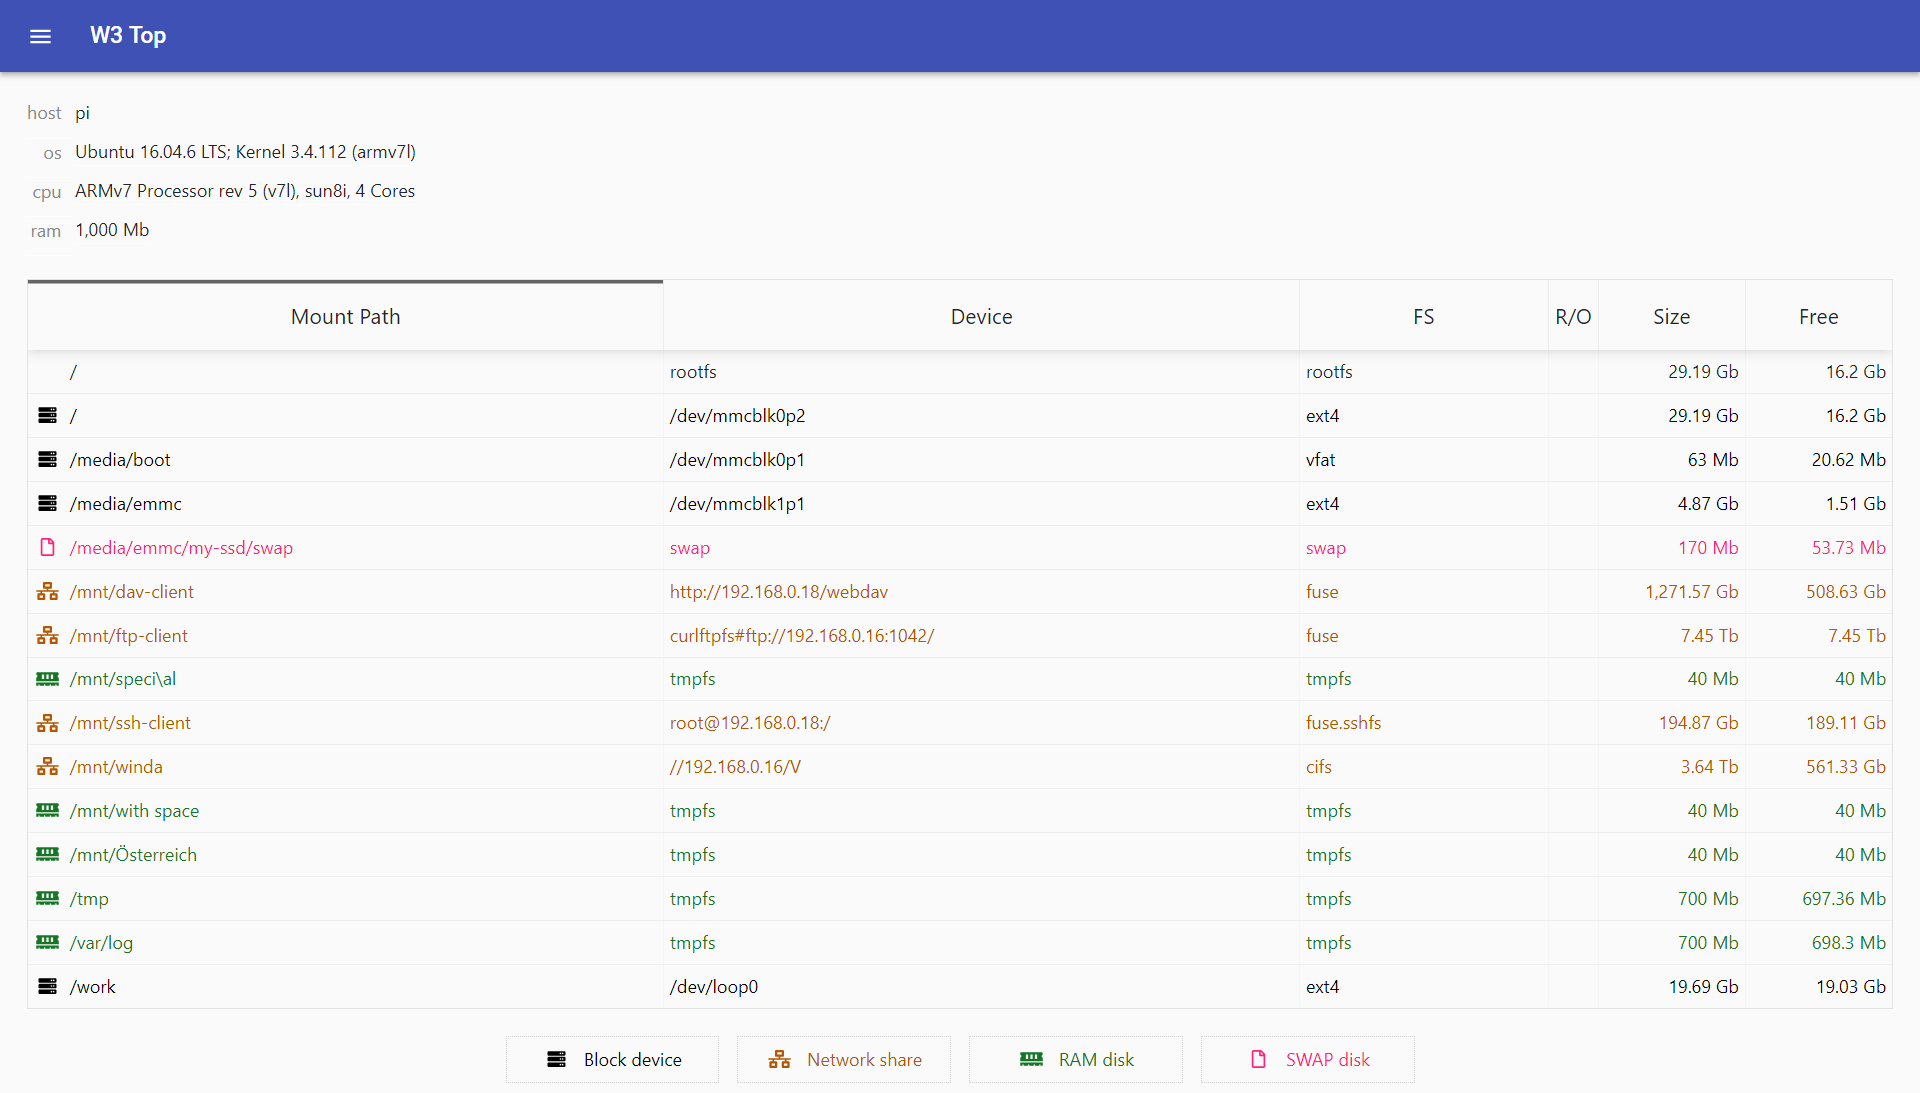 W3 Top
host pi
os Ubuntu 16.04.6 LTS; Kernel 3.4.112 (armv7l)
cpu ARMv7 Processor rev 5 (v7l), sun8i, 4 Cores
ram 1,000 Mb
Mount Path Device FS R/O Size Free
/ rootfs rootfs 29.19 Gb 16.2 Gb
/ /dev/mmcblk0p2 ext4 29.19 Gb 16.2 Gb
/media/boot /dev/mmcblk0p1 vfat 63 Mb 20.62 Mb
/media/emmc /dev/mmcblk1p1 ext4 4.87 Gb 1.51 Gb
/media/emmc/my-ssd/swap swap swap 170 Mb 53.73 Mb
/mnt/dav-client http://192.168.0.18/webdav fuse 1,271.57 Gb 508.63 Gb
/mnt/ftp-client curlftpfs#ftp://192.168.0.16:1042/ fuse 7.45 Tb 7.45 Tb
/mnt/speci\al tmpfs tmpfs 40 Mb 40 Mb
/mnt/ssh-client root@192.168.0.18:/ fuse.sshfs 194.87 Gb 189.11 Gb
/mnt/winda //192.168.0.16/V cifs 3.64 Tb 561.33 Gb
/mnt/with space tmpfs tmpfs 40 Mb 40 Mb
/mnt/Österreich tmpfs tmpfs 40 Mb 40 Mb
/tmp tmpfs tmpfs 700 Mb 697.36 Mb
/var/log tmpfs tmpfs 700 Mb 698.3 Mb
/work /dev/loop0 ext4 19.69 Gb 19.03 Gb
Block device Network share RAM disk SWAP disk